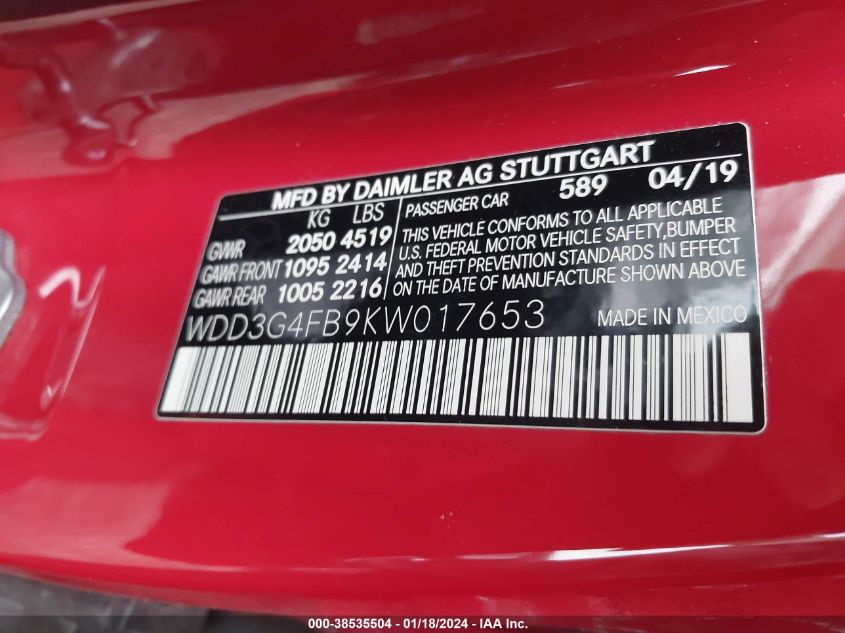 MFD BY DAIMLER AG STUTTGART
KG LBS
GVWR 2050 4519
GAWR FRONT 1095 2414
GAWR REAR 1005 2216
PASSENGER CAR 589 04/19
THIS VEHICLE CONFORMS TO ALL APPLICABLE
U.S. FEDERAL MOTOR VEHICLE SAFETY, BUMPER
AND THEFT PREVENTION STANDARDS IN EFFECT
ON THE DATE OF MANUFACTURE SHOWN ABOVE
WDD3G4FB9KW017653 MADE IN MEXICO
000-38535504 - 01/18/2024 - IAA Inc.